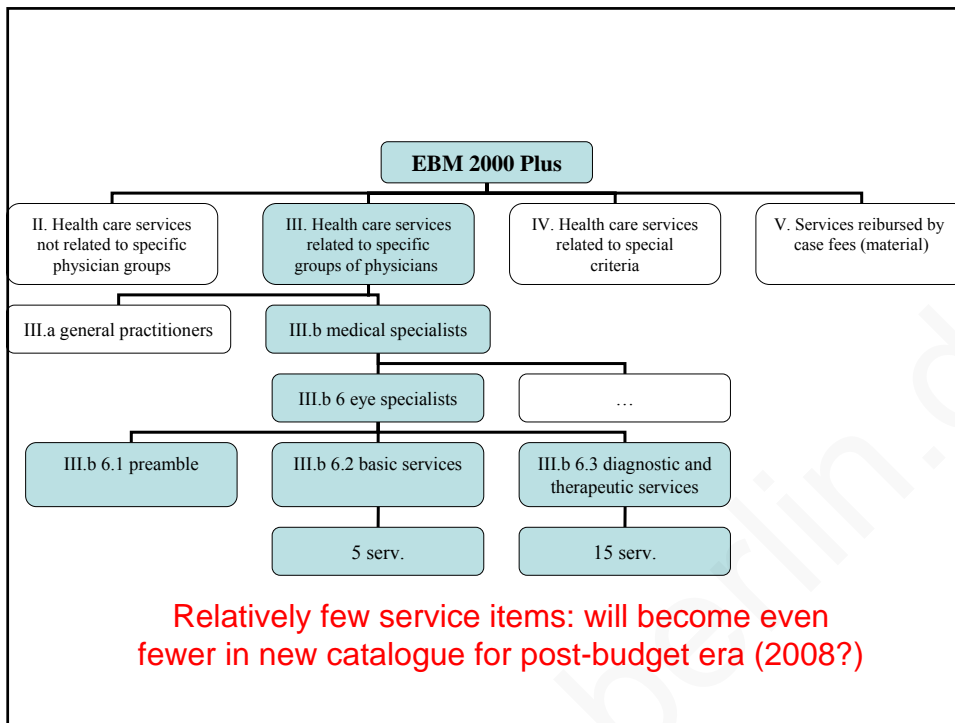 EBM 2000 Plus
II. Health care services
not related to specific
physician groups
III. Health care services
related to specific
groups of physicians
IV. Health care services
related to special
criteria
V. Services reibursed by
case fees (material)
III.a general practitioners
III.b medical specialists
III.b 6 eye specialists
…
III.b 6.1 preamble
III.b 6.2 basic services
III.b 6.3 diagnostic and
therapeutic services
5 serv.
15 serv.
Relatively few service items: will become even
fewer in new catalogue for post-budget era (2008?)
berlin.d